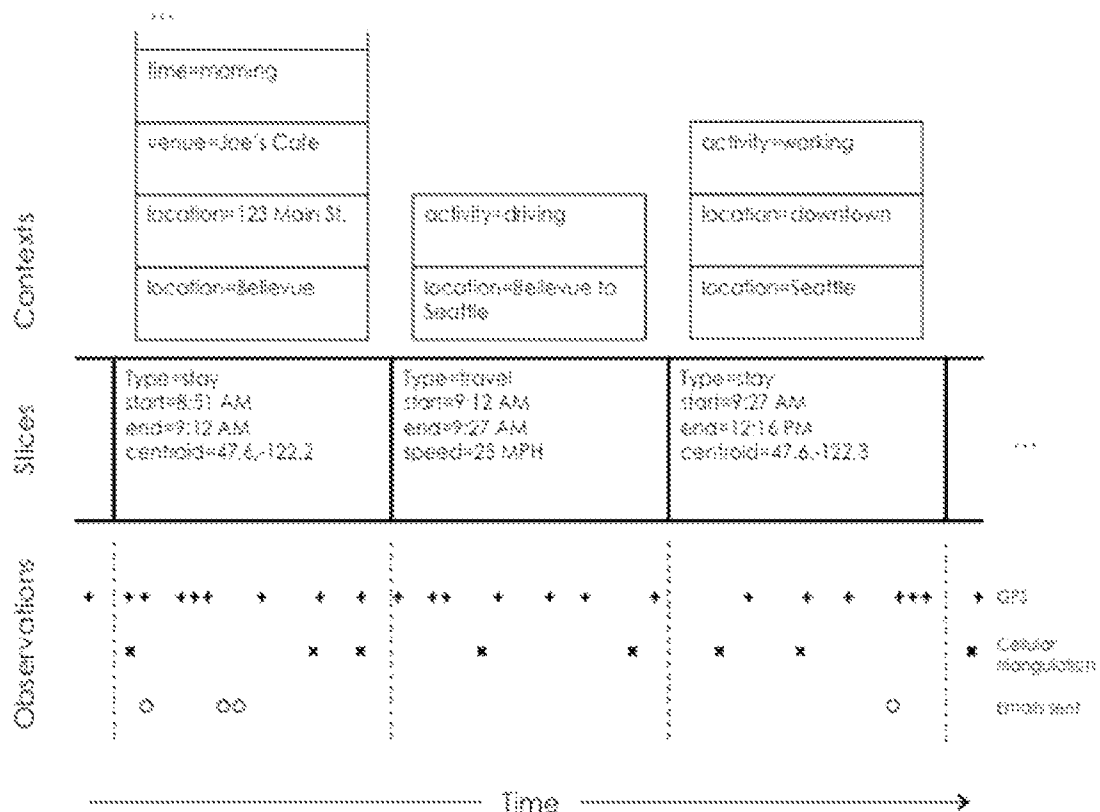 ...
time=morning
venue=Joe's Cafe
location=123 Main St.
location=Bellevue
activity=driving
location=Bellevue to
Seattle
activity=working
location=downtown
location=Seattle
Contexts
Type=stay
start=8:51 AM
end=9:12 AM
centroid=47.6,-122.2
Type=travel
start=9:12 AM
end=9:27 AM
speed=23 MPH
Type=stay
start=9:27 AM
end=12:16 PM
centroid=47.6,-122.3
...
Slices
Observations
GPS
Cellular
triangulation
Emails sent
Time